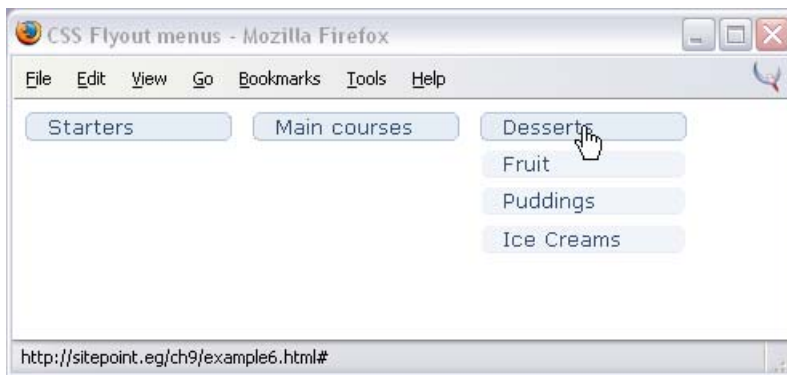 CSS Flyout menus - Mozilla Firefox
File Edit View Go Bookmarks Tools Help
Starters Main courses Desserts
Fruit
Puddings
Ice Creams
http://sitepoint.eg/ch9/example6.html#